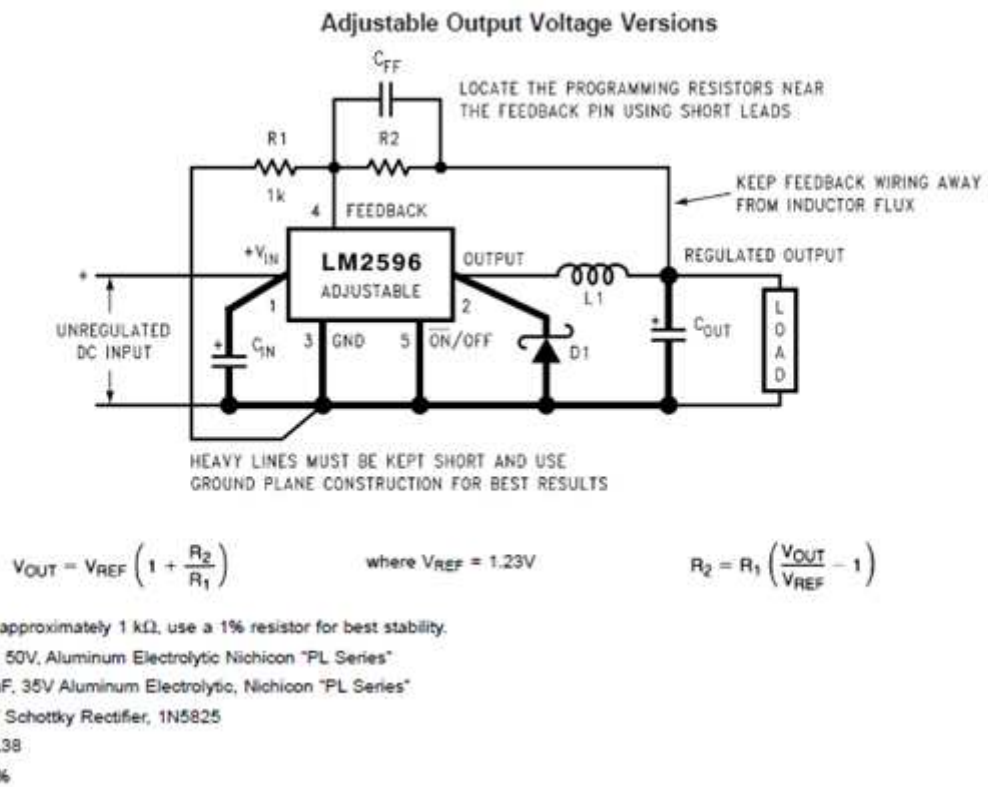 Adjustable Output Voltage Versions
CFF
LOCATE THE PROGRAMMING RESISTORS NEAR
THE FEEDBACK PIN USING SHORT LEADS
R1
R2
1k
KEEP FEEDBACK WIRING AWAY
FROM INDUCTOR FLUX
4 FEEDBACK
+VIN
LM2596
ADJUSTABLE
OUTPUT
REGULATED OUTPUT
+
1
2
L1
UNREGULATED
DC INPUT
+
CIN
3 GND
5 ON/OFF
D1
+
COUT
LOAD
HEAVY LINES MUST BE KEPT SHORT AND USE
GROUND PLANE CONSTRUCTION FOR BEST RESULTS
VOUT = VREF (1 + R2/R1)
where VREF = 1.23V
R2 = R1 (VOUT/VREF − 1)
approximately 1 kΩ, use a 1% resistor for best stability.
50V, Aluminum Electrolytic Nichicon "PL Series"
F, 35V Aluminum Electrolytic, Nichicon "PL Series"
Schottky Rectifier, 1N5825
38
%